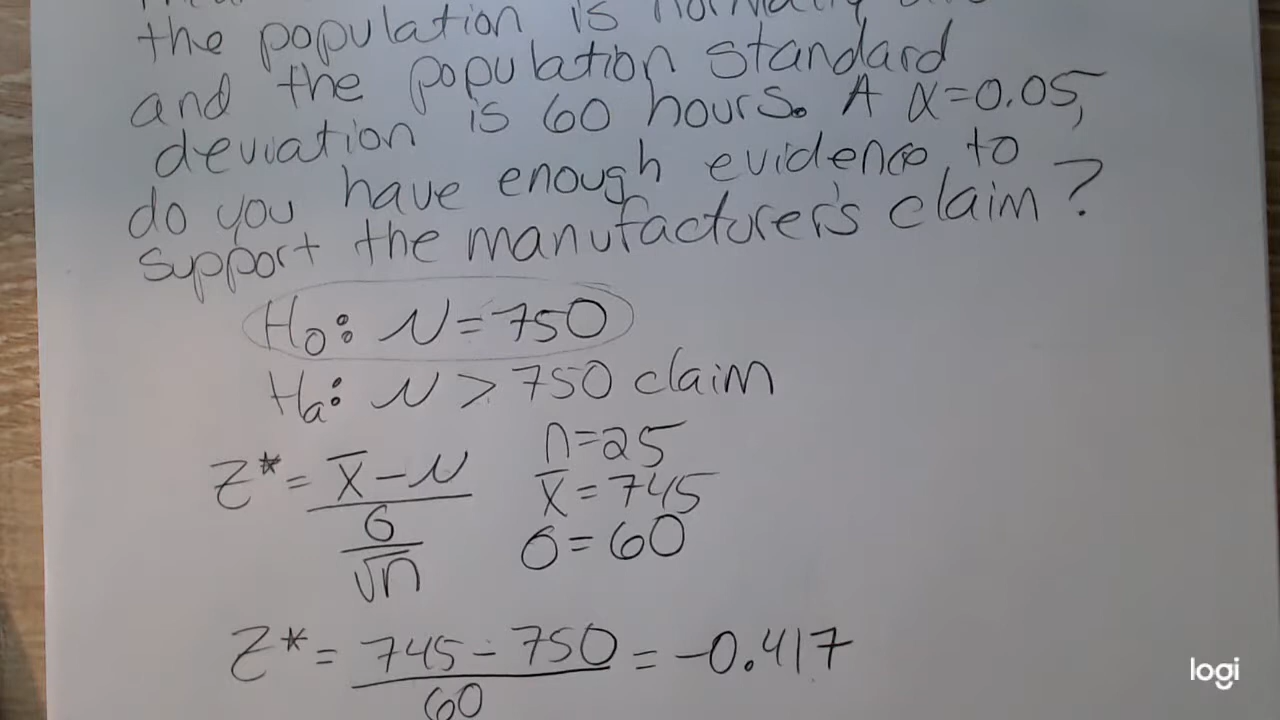 the population is
and the population standard
deviation is 60 hours. A α=0.05,
do you have enough evidence to
support the manufacturer's claim?
H₀: μ=750
Hₐ: μ > 750 claim
n=25
Z* = x̄ - μ
x̄ = 745
σ
σ = 60
√n
Z* = 745 - 750 = -0.417
60
logi